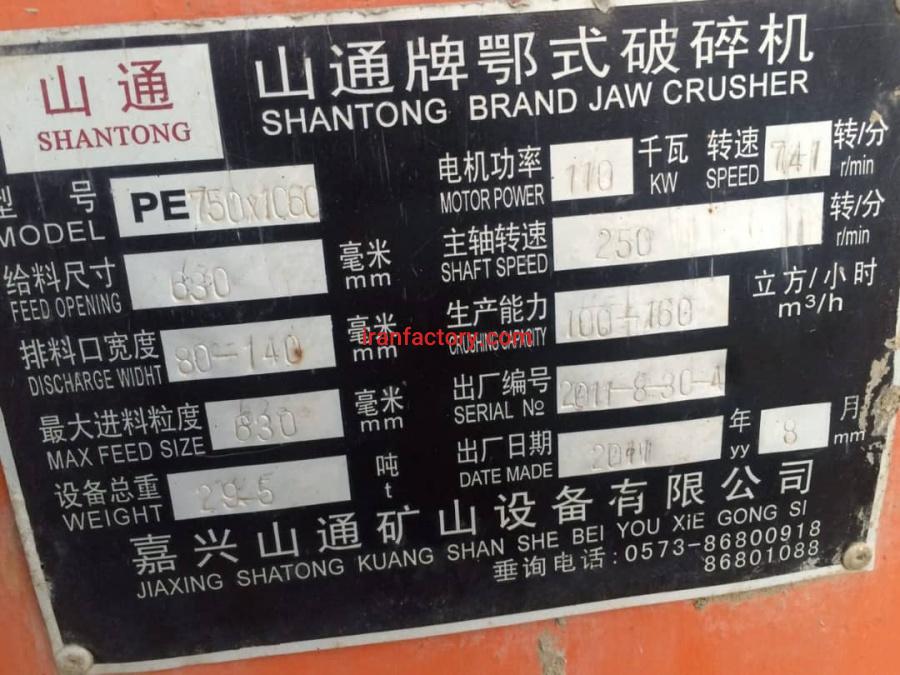 山通
SHANTONG
山通牌鄂式破碎机
SHANTONG BRAND JAW CRUSHER
型号
MODEL
PE750x1060
给料尺寸
FEED OPENING
630
毫米
mm
排料口宽度
DISCHARGE WIDHT
80-140
毫米
mm
最大进料粒度
MAX FEED SIZE
630
毫米
mm
设备总重
WEIGHT
29-5
吨
t
电机功率
MOTOR POWER
110
千瓦
KW
转速
SPEED
741
转/分
r/min
主轴转速
SHAFT SPEED
250
转/分
r/min
生产能力
CRUSHING CAPACITY
100-160
立方/小时
m³/h
Iranfactory.com
出厂编号
SERIAL №
2011-8-30-4
出厂日期
DATE MADE
2011
年
yy
8
月
mm
嘉兴山通矿山设备有限公司
JIAXING SHATONG KUANG SHAN SHE BEI YOU XiE GONG SI
垂询电话:0573-86800918
86801088